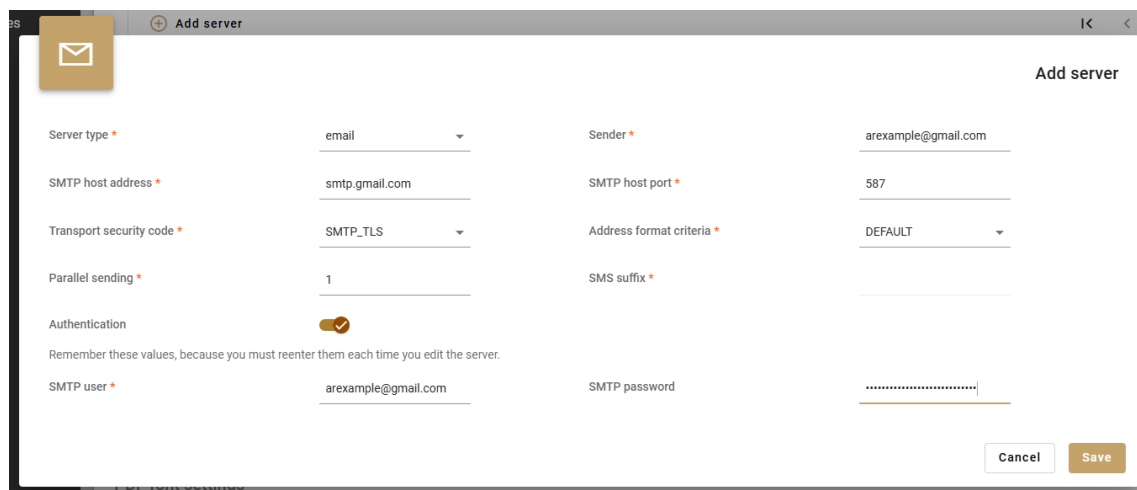 es
Add server
Add server
Server type *
email
Sender *
arexample@gmail.com
SMTP host address *
smtp.gmail.com
SMTP host port *
587
Transport security code *
SMTP_TLS
Address format criteria *
DEFAULT
Parallel sending *
1
SMS suffix *
Authentication
Remember these values, because you must reenter them each time you edit the server.
SMTP user *
arexample@gmail.com
SMTP password
Cancel
Save
PDF font settings